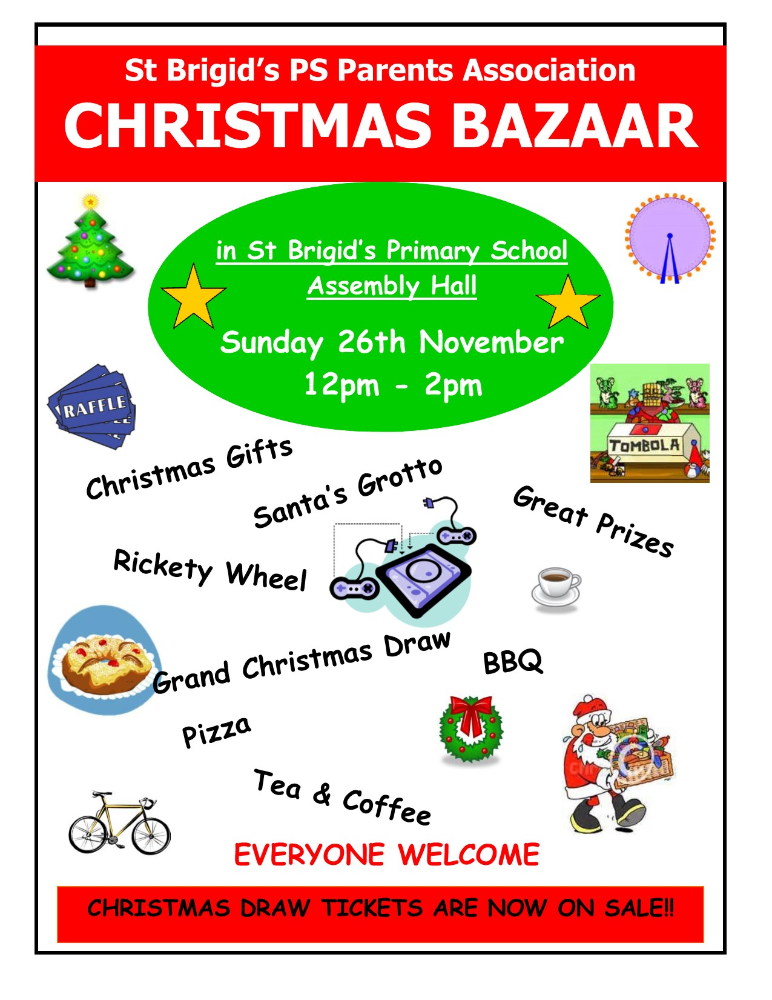 St Brigid’s PS Parents Association
CHRISTMAS BAZAAR
in St Brigid’s Primary School
Assembly Hall
Sunday 26th November
12pm - 2pm
RAFFLE
TOMBOLA
Christmas Gifts
Santa’s Grotto
Great Prizes
Rickety Wheel
Grand Christmas Draw
BBQ
Pizza
Tea & Coffee
EVERYONE WELCOME
CHRISTMAS DRAW TICKETS ARE NOW ON SALE!!